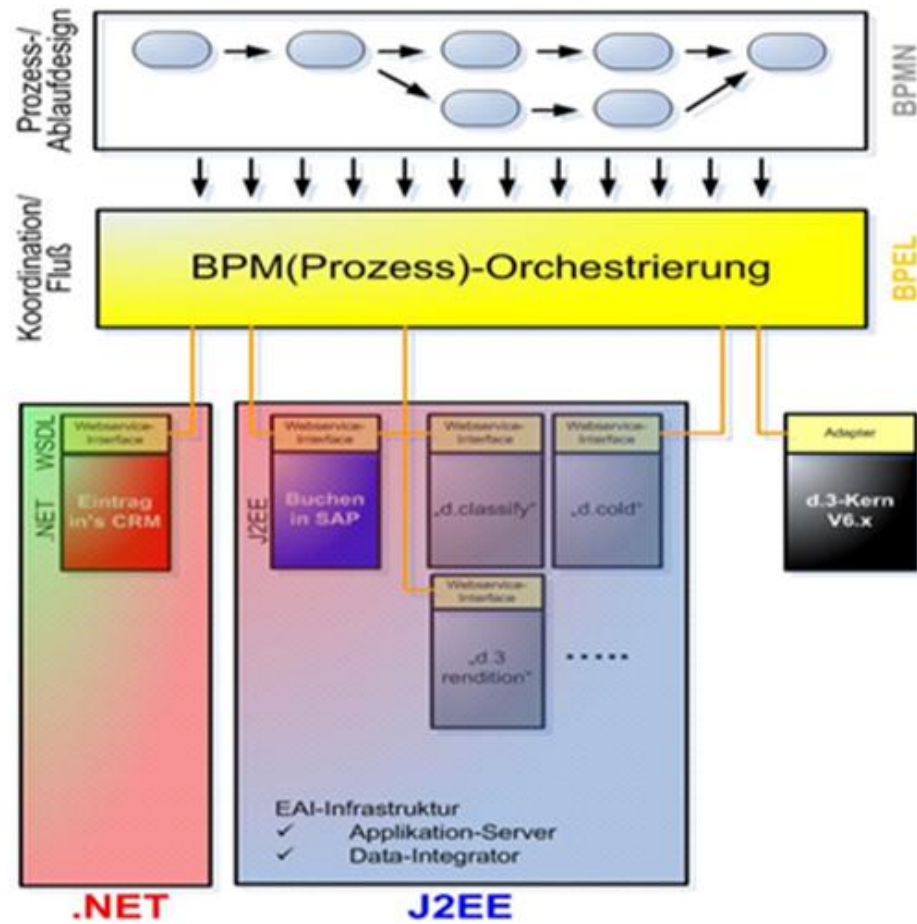 Prozess-/
Ablaufdesign
BPMN
Koordination/
Fluß
BPM(Prozess)-Orchestrierung
BPEL
WSDL
.NET
Webservice-
Interface
Eintrag
in's CRM
J2EE
Webservice-
Interface
Buchen
in SAP
Webservice-
Interface
„d.classify“
Webservice-
Interface
„d.cold“
Adapter
d.3-Kern
V6.x
Webservice-
Interface
„d.3
rendition“
.....
EAI-Infrastruktur
✓ Applikation-Server
✓ Data-Integrator
.NET
J2EE